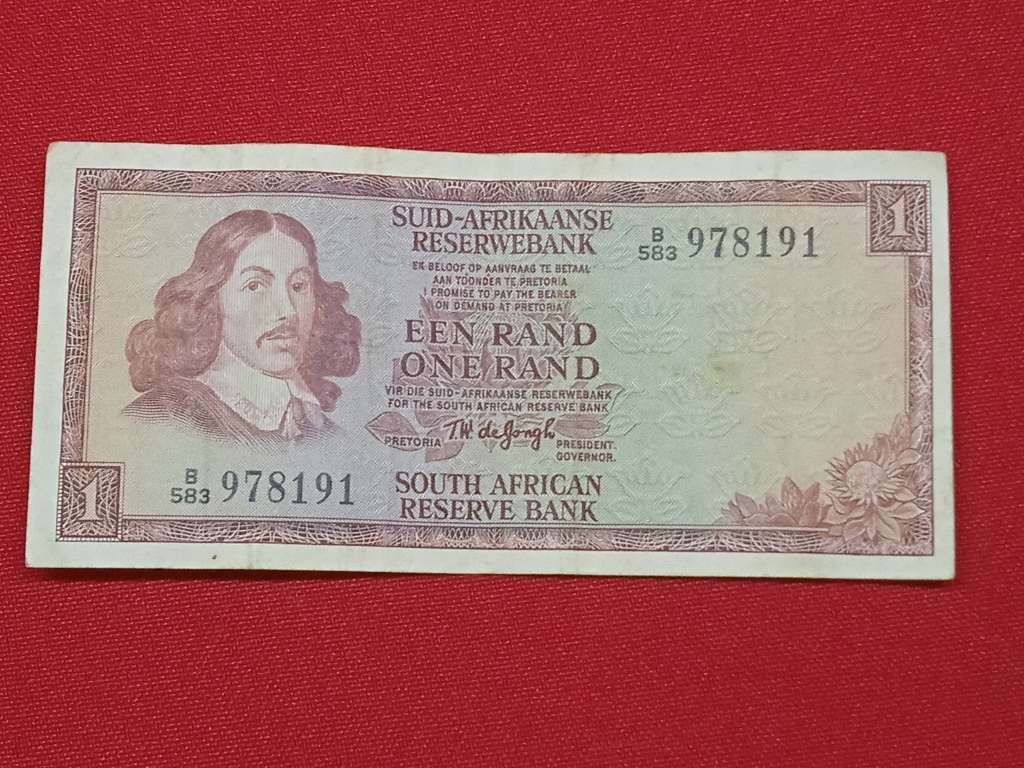 1
SUID-AFRIKAANSE
RESERWEBANK
B/583 978191
EK BELOOF OP AANVRAAG TE BETAAL
AAN TOONDER TE PRETORIA
I PROMISE TO PAY THE BEARER
ON DEMAND AT PRETORIA
EEN RAND
ONE RAND
VIR DIE SUID-AFRIKAANSE RESERWEBANK
FOR THE SOUTH AFRICAN RESERVE BANK
PRETORIA T.W. de Jongh PRESIDENT.
GOVERNOR.
B/583 978191
1
SOUTH AFRICAN
RESERVE BANK